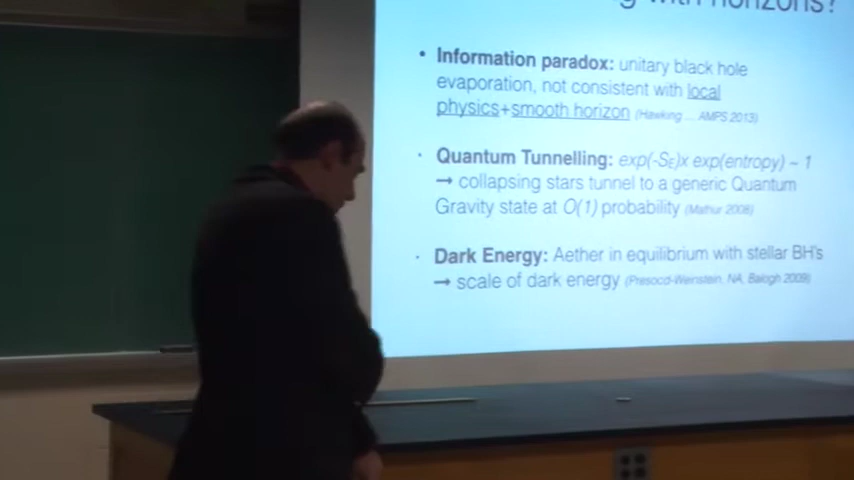 with horizons?
• Information paradox: unitary black hole
evaporation, not consistent with local
physics+smooth horizon (Hawking ... AMPS 2013)
• Quantum Tunnelling: exp(-SE)x exp(entropy) ~ 1
→ collapsing stars tunnel to a generic Quantum
Gravity state at O(1) probability (Mathur 2008)
• Dark Energy: Aether in equilibrium with stellar BH's
→ scale of dark energy (Prescod-Weinstein, NA, Balogh 2009)